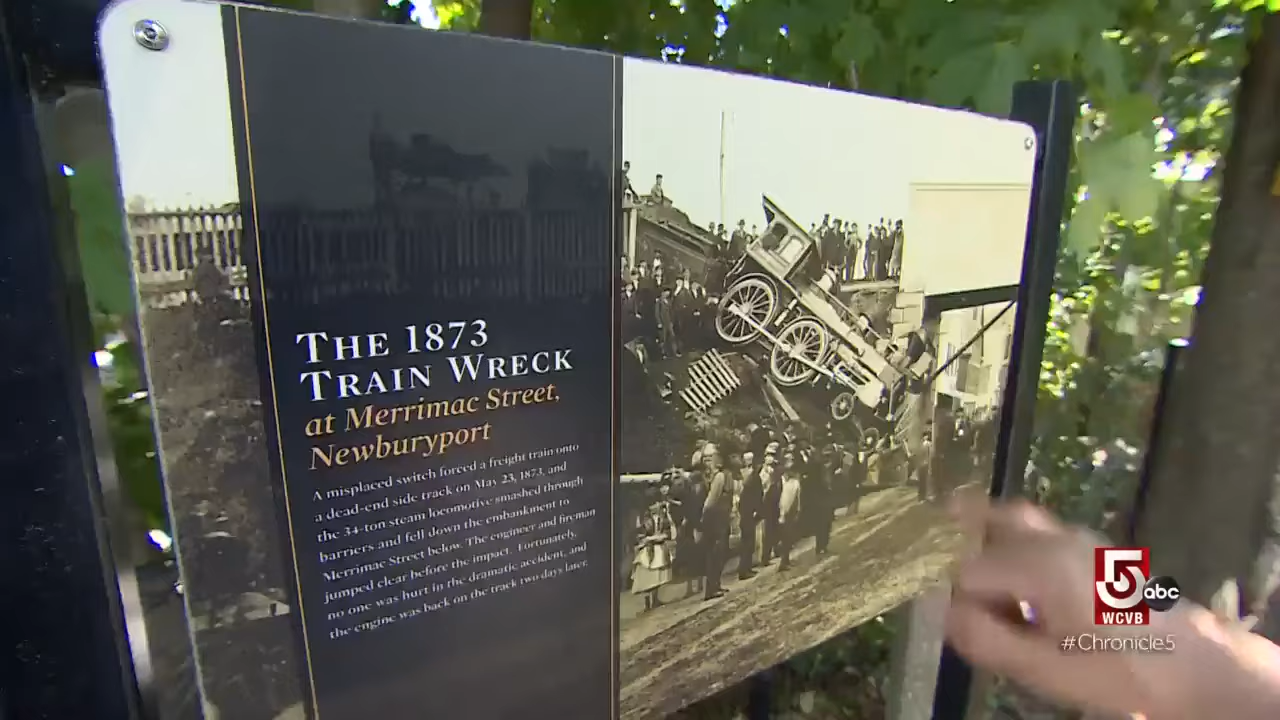 THE 1873
TRAIN WRECK
at Merrimac Street,
Newburyport
A misplaced switch forced a freight train onto
a dead-end side track on May 23, 1873, and
the 34-ton steam locomotive smashed through
barriers and fell down the embankment to
Merrimac Street below. The engineer and fireman
jumped clear before the impact. Fortunately,
no one was hurt in the dramatic accident, and
the engine was back on the track two days later.
5 abc
WCVB
#Chronicle5